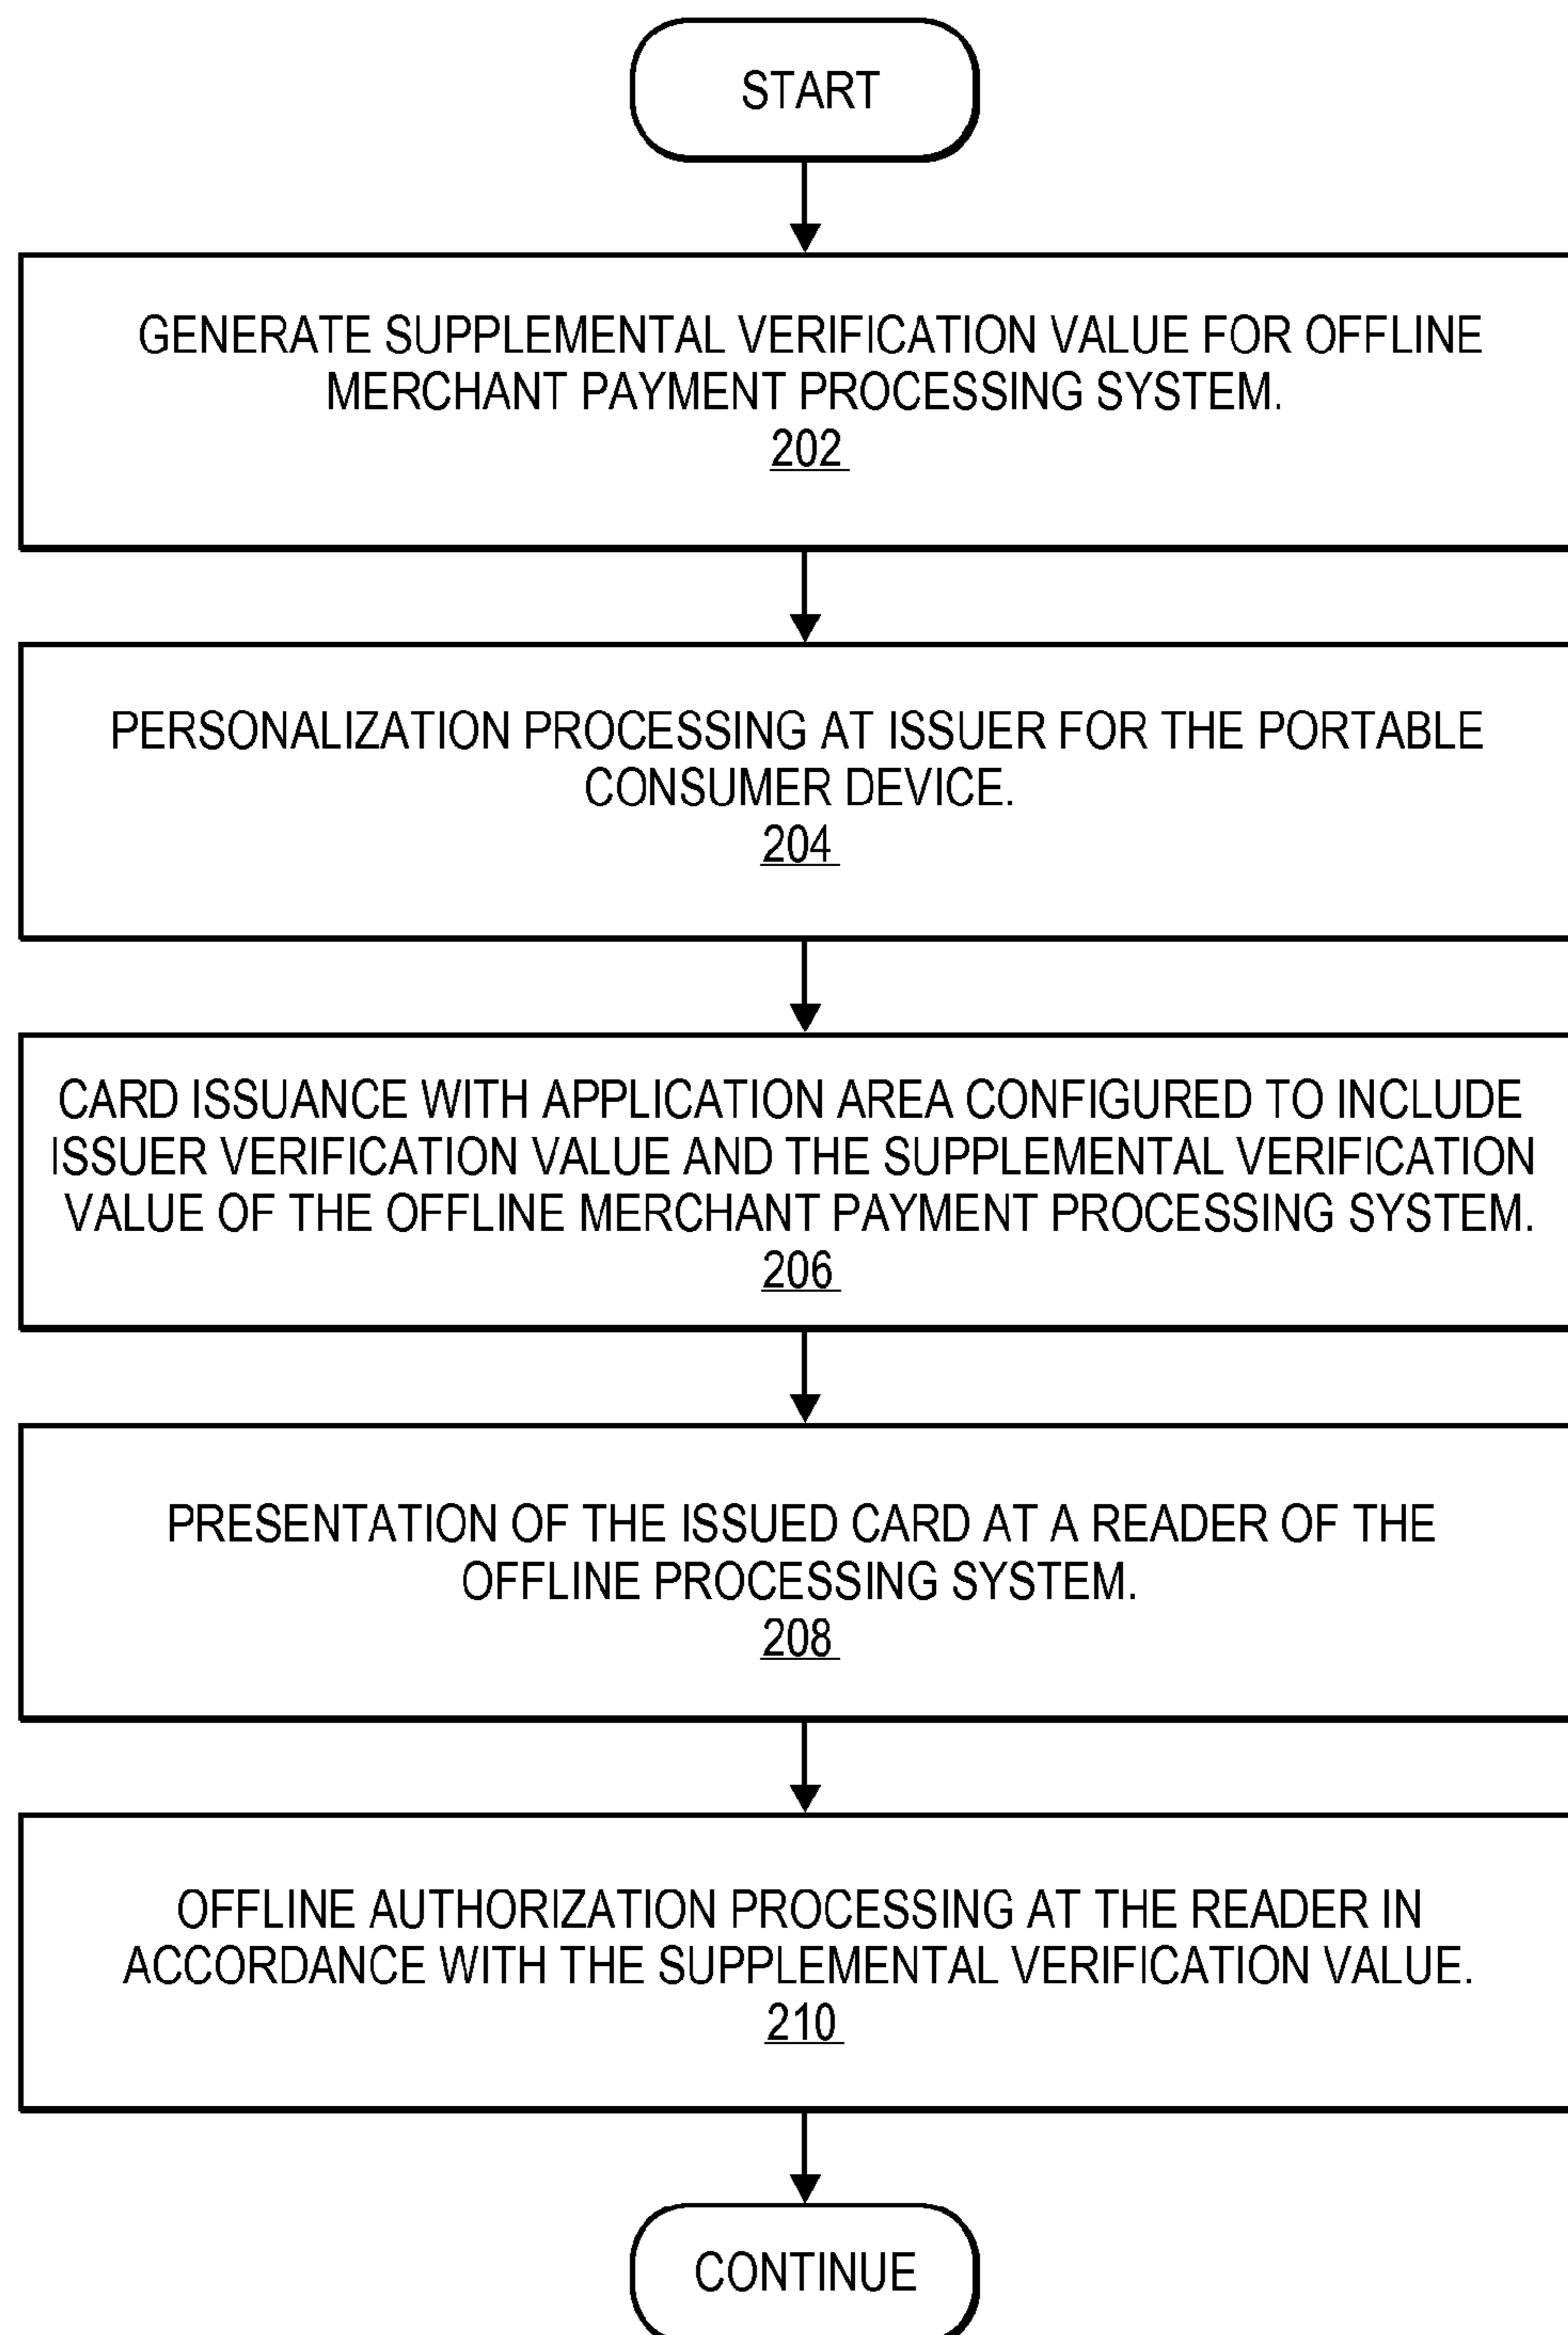 START
GENERATE SUPPLEMENTAL VERIFICATION VALUE FOR OFFLINE
MERCHANT PAYMENT PROCESSING SYSTEM.
202
PERSONALIZATION PROCESSING AT ISSUER FOR THE PORTABLE
CONSUMER DEVICE.
204
CARD ISSUANCE WITH APPLICATION AREA CONFIGURED TO INCLUDE
ISSUER VERIFICATION VALUE AND THE SUPPLEMENTAL VERIFICATION
VALUE OF THE OFFLINE MERCHANT PAYMENT PROCESSING SYSTEM.
206
PRESENTATION OF THE ISSUED CARD AT A READER OF THE
OFFLINE PROCESSING SYSTEM.
208
OFFLINE AUTHORIZATION PROCESSING AT THE READER IN
ACCORDANCE WITH THE SUPPLEMENTAL VERIFICATION VALUE.
210
CONTINUE